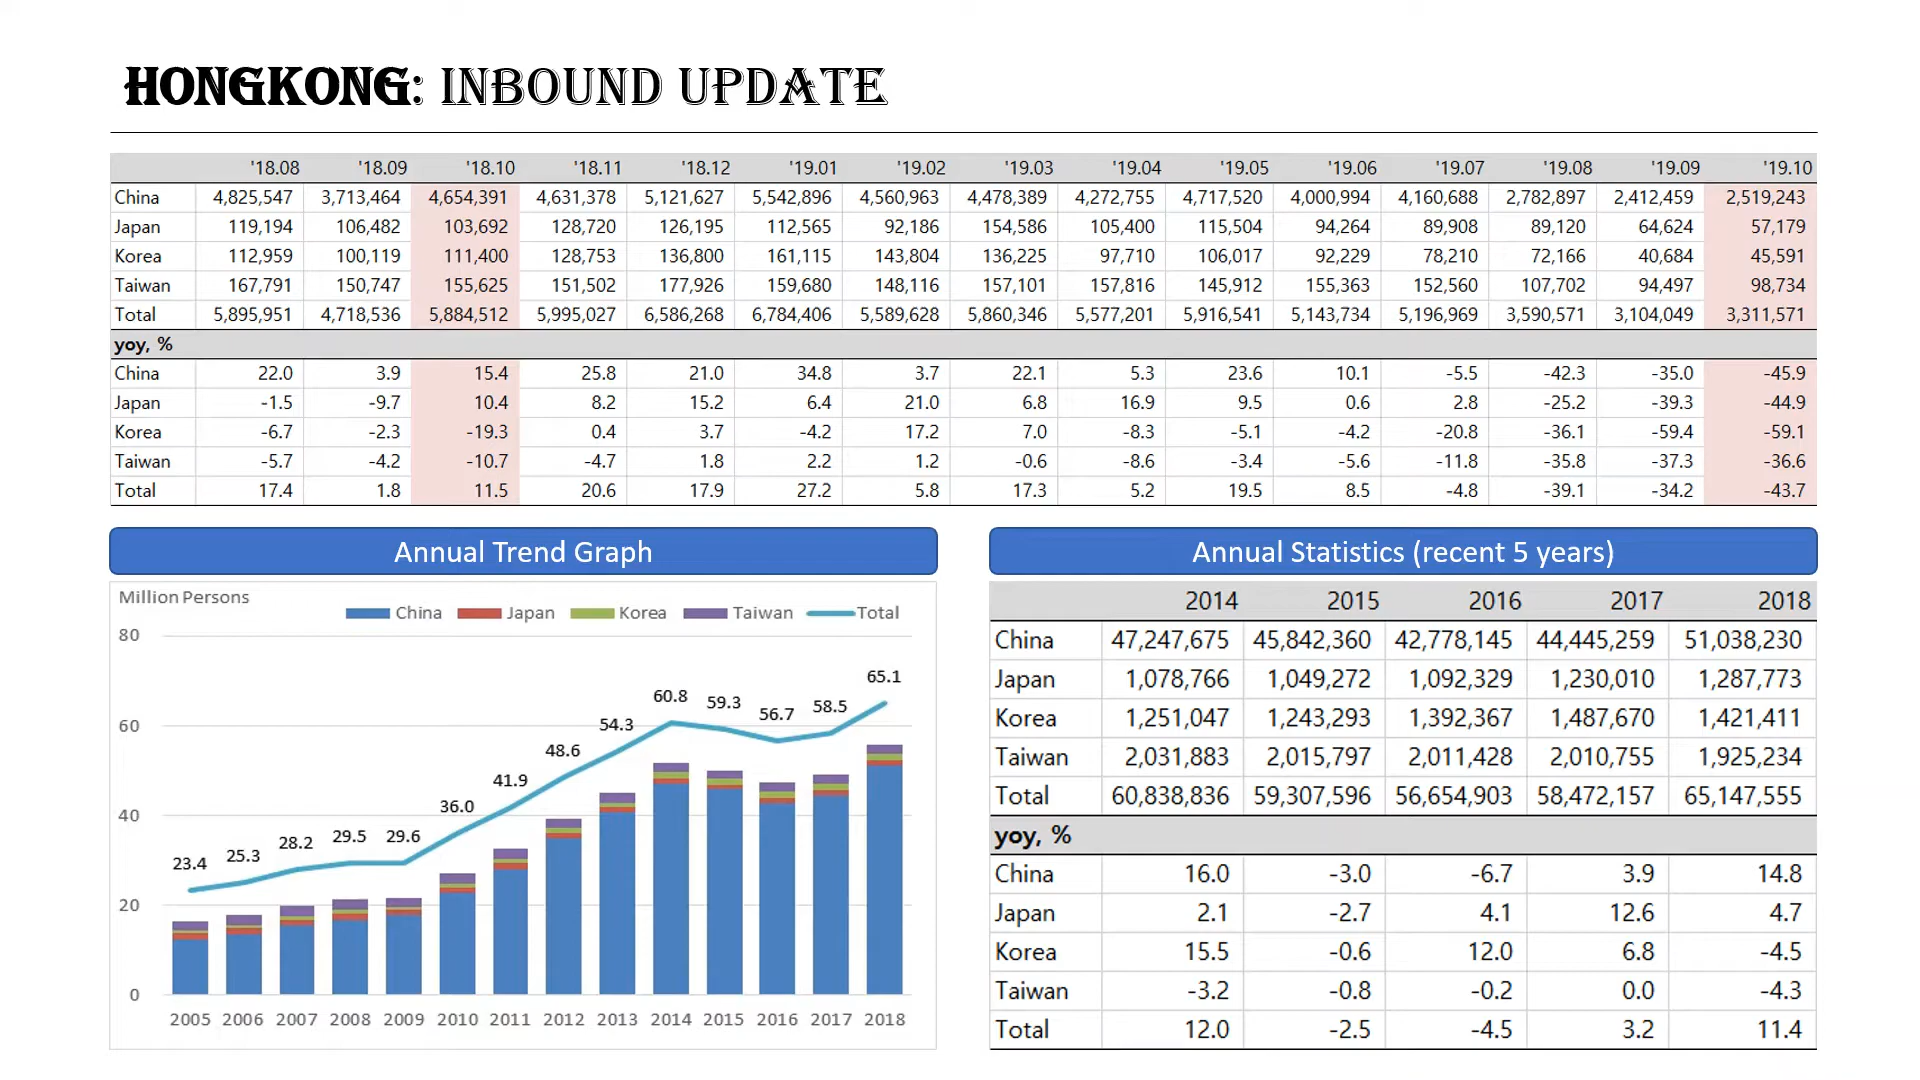 HONGKONG: INBOUND UPDATE
'18.08 '18.09 '18.10 '18.11 '18.12 '19.01 '19.02 '19.03 '19.04 '19.05 '19.06 '19.07 '19.08 '19.09 '19.10
China 4,825,547 3,713,464 4,654,391 4,631,378 5,121,627 5,542,896 4,560,963 4,478,389 4,272,755 4,717,520 4,000,994 4,160,688 2,782,897 2,412,459 2,519,243
Japan 119,194 106,482 103,692 128,720 126,195 112,565 92,186 154,586 105,400 115,504 94,264 89,908 89,120 64,624 57,179
Korea 112,959 100,119 111,400 128,753 136,800 161,115 143,804 136,225 97,710 106,017 92,229 78,210 72,166 40,684 45,591
Taiwan 167,791 150,747 155,625 151,502 177,926 159,680 148,116 157,101 157,816 145,912 155,363 152,560 107,702 94,497 98,734
Total 5,895,951 4,718,536 5,884,512 5,995,027 6,586,268 6,784,406 5,589,628 5,860,346 5,577,201 5,916,541 5,143,734 5,196,969 3,590,571 3,104,049 3,311,571
yoy, %
China 22.0 3.9 15.4 25.8 21.0 34.8 3.7 22.1 5.3 23.6 10.1 -5.5 -42.3 -35.0 -45.9
Japan -1.5 -9.7 10.4 8.2 15.2 6.4 21.0 6.8 16.9 9.5 0.6 2.8 -25.2 -39.3 -44.9
Korea -6.7 -2.3 -19.3 0.4 3.7 -4.2 17.2 7.0 -8.3 -5.1 -4.2 -20.8 -36.1 -59.4 -59.1
Taiwan -5.7 -4.2 -10.7 -4.7 1.8 2.2 1.2 -0.6 -8.6 -3.4 -5.6 -11.8 -35.8 -37.3 -36.6
Total 17.4 1.8 11.5 20.6 17.9 27.2 5.8 17.3 5.2 19.5 8.5 -4.8 -39.1 -34.2 -43.7
Annual Trend Graph
Million Persons
China Japan Korea Taiwan Total
80
60
40
20
0
23.4 25.3 28.2 29.5 29.6 36.0 41.9 48.6 54.3 60.8 59.3 56.7 58.5 65.1
2005 2006 2007 2008 2009 2010 2011 2012 2013 2014 2015 2016 2017 2018
Annual Statistics (recent 5 years)
2014 2015 2016 2017 2018
China 47,247,675 45,842,360 42,778,145 44,445,259 51,038,230
Japan 1,078,766 1,049,272 1,092,329 1,230,010 1,287,773
Korea 1,251,047 1,243,293 1,392,367 1,487,670 1,421,411
Taiwan 2,031,883 2,015,797 2,011,428 2,010,755 1,925,234
Total 60,838,836 59,307,596 56,654,903 58,472,157 65,147,555
yoy, %
China 16.0 -3.0 -6.7 3.9 14.8
Japan 2.1 -2.7 4.1 12.6 4.7
Korea 15.5 -0.6 12.0 6.8 -4.5
Taiwan -3.2 -0.8 -0.2 0.0 -4.3
Total 12.0 -2.5 -4.5 3.2 11.4